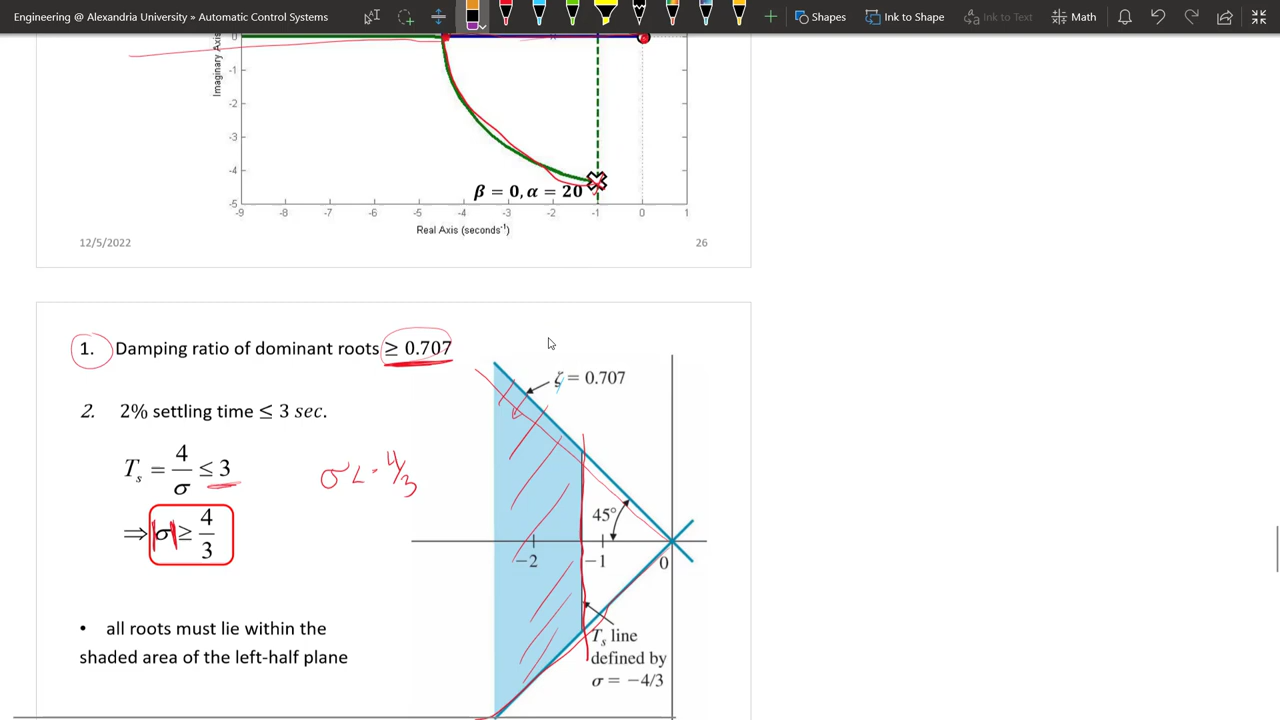 Engineering @ Alexandria University » Automatic Control Systems
Shapes
Ink to Shape
Ink to Text
Math
Imaginary Axis
0
-1
-2
-3
-4
-5
β = 0, α = 20
-9 -8 -7 -6 -5 -4 -3 -2 -1 0 1
Real Axis (seconds⁻¹)
12/5/2022
26
1. Damping ratio of dominant roots ≥ 0.707
ζ = 0.707
2. 2% settling time ≤ 3 sec.
T_s = 4/σ ≤ 3
σ < - 4/3
⇒ |σ| ≥ 4/3
45°
-2 -1 0
T_s line
defined by
σ = −4/3
• all roots must lie within the
shaded area of the left-half plane